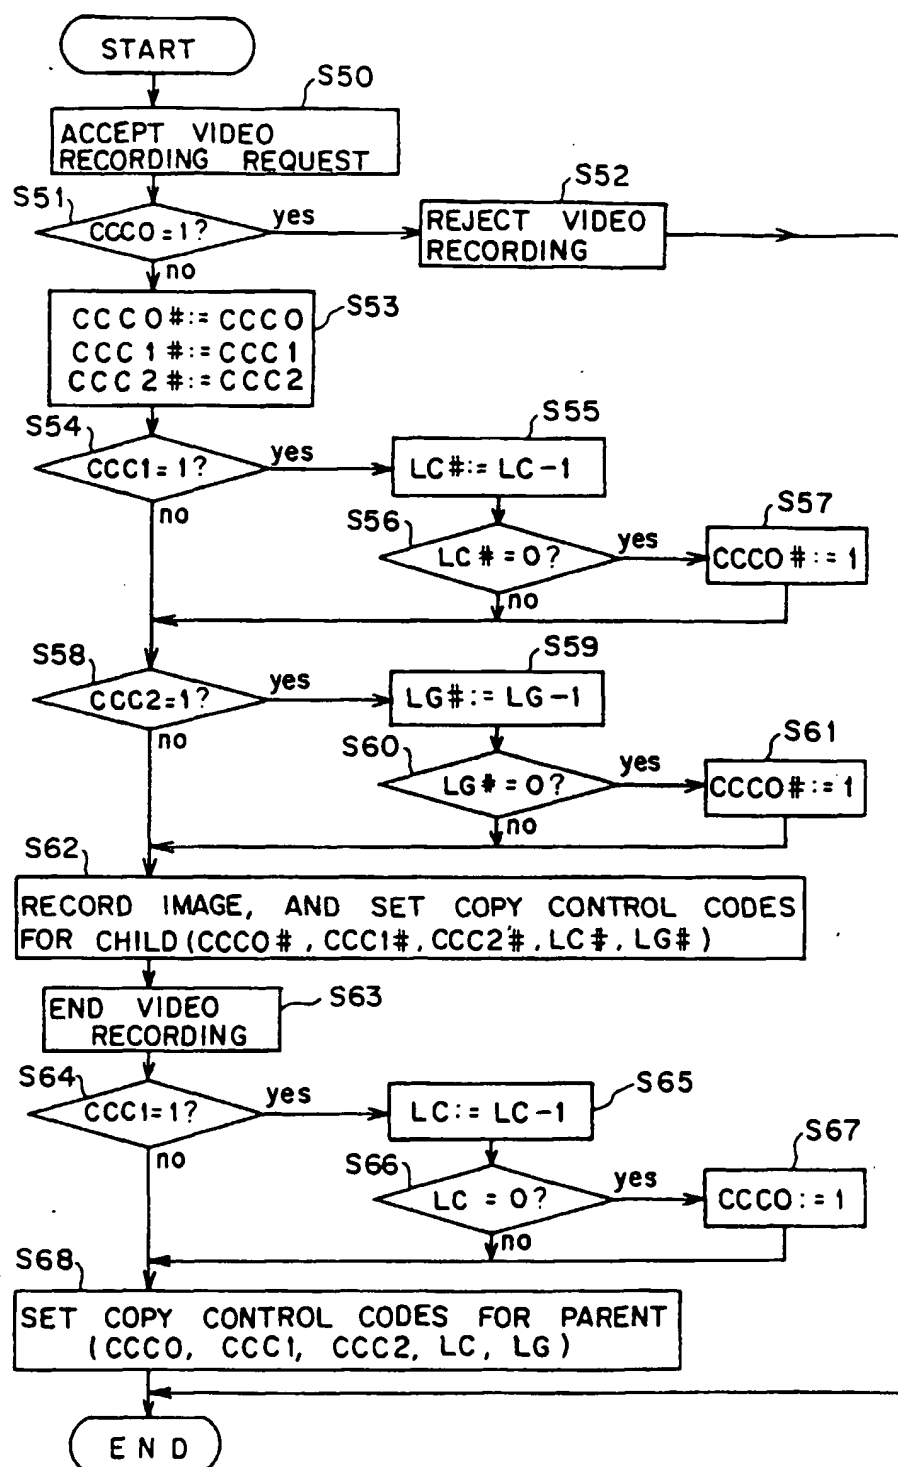 START
S50
ACCEPT VIDEO
RECORDING REQUEST
S51
CCC0=1?
yes
no
S52
REJECT VIDEO
RECORDING
S53
CCC0#:=CCC0
CCC1#:=CCC1
CCC2#:=CCC2
S54
CCC1=1?
yes
no
S55
LC#:=LC-1
S56
LC#=0?
yes
no
S57
CCC0#:=1
S58
CCC2=1?
yes
no
S59
LG#:=LG-1
S60
LG#=0?
yes
no
S61
CCC0#:=1
S62
RECORD IMAGE, AND SET COPY CONTROL CODES
FOR CHILD(CCC0#,CCC1#,CCC2#,LC#,LG#)
S63
END VIDEO
RECORDING
S64
CCC1=1?
yes
no
S65
LC:=LC-1
S66
LC=0?
yes
no
S67
CCC0:=1
S68
SET COPY CONTROL CODES FOR PARENT
(CCC0, CCC1, CCC2, LC, LG)
END